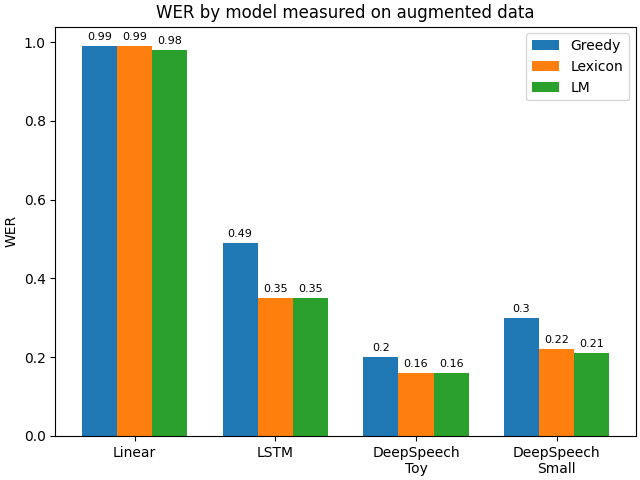 WER by model measured on augmented data
WER
1.0
0.8
0.6
0.4
0.2
0.0
0.99
0.99
0.98
0.49
0.35
0.35
0.2
0.16
0.16
0.3
0.22
0.21
Greedy
Lexicon
LM
Linear
LSTM
DeepSpeech
Toy
DeepSpeech
Small